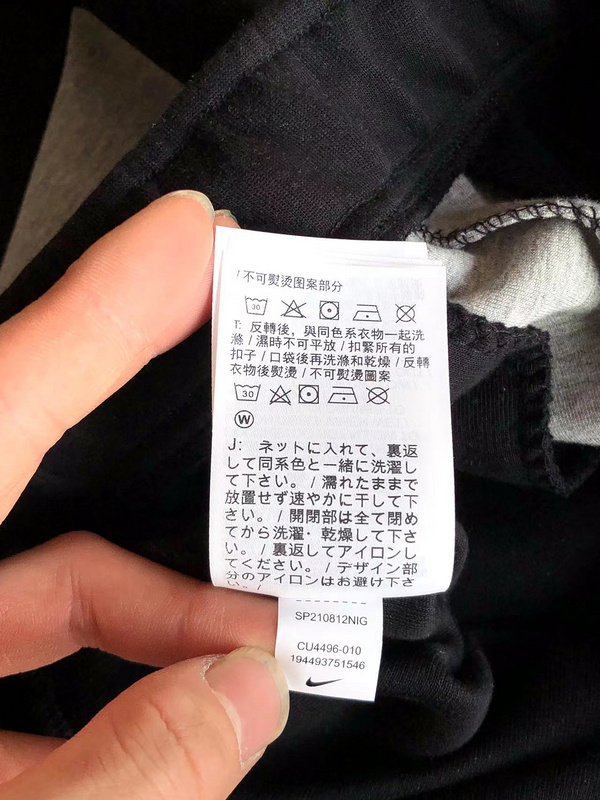 /不可熨烫图案部分
30
T: 反轉後，與同色系衣物一起洗
滌 / 濕時不可平放 / 扣緊所有的
扣子 / 口袋後再洗滌和乾燥 / 反轉
衣物後熨燙 / 不可熨燙圖案
30
W
J: ネットに入れて、裏返
して同系色と一緒に洗濯し
て下さい。 / 濡れたままで
放置せず速やかに干して下
さい。 / 開閉部は全て閉め
てから洗濯・乾燥して下さ
い。 / 裏返してアイロンし
てください。 / デザイン部
分のアイロンはお避け下さ
い。 /
SP210812NIG
CU4496-010
194493751546